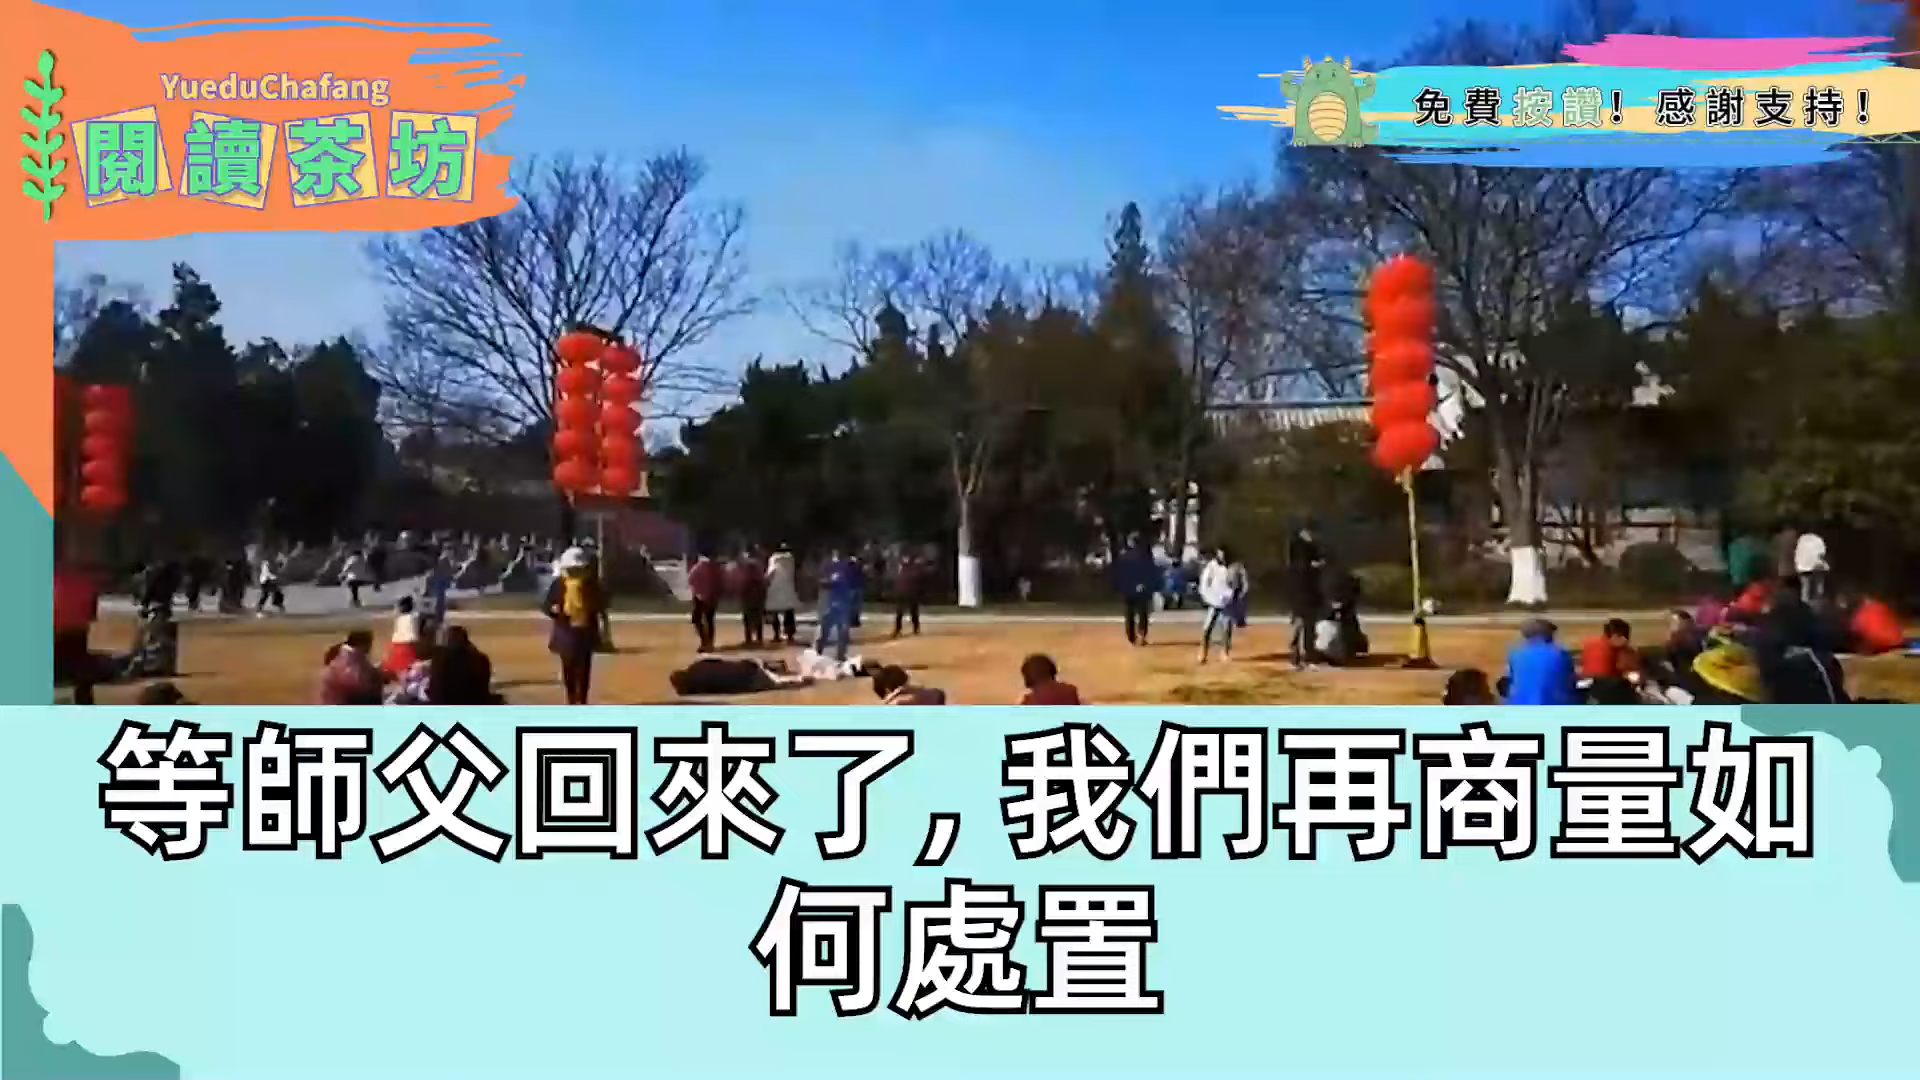 YueduChafang
閱讀茶坊
免費按讚！感謝支持！
等師父回來了，我們再商量如
何處置